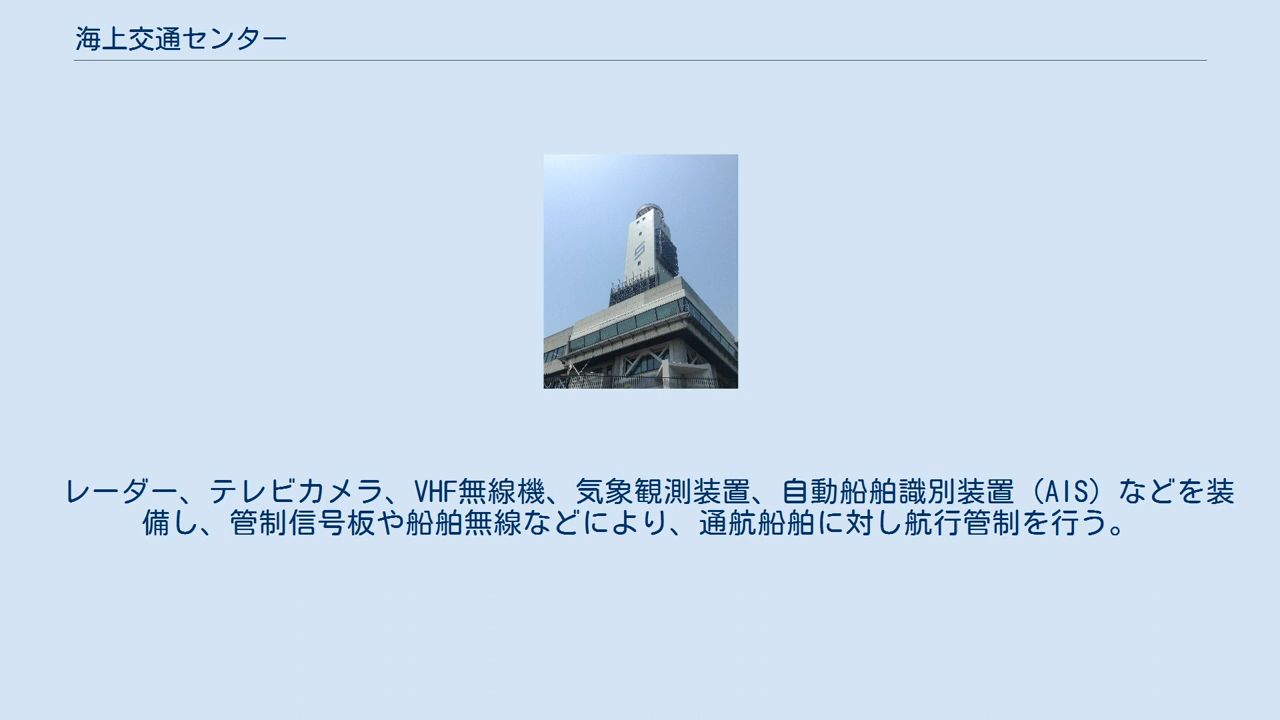 海上交通センター
レーダー、テレビカメラ、VHF無線機、気象観測装置、自動船舶識別装置（AIS）などを装
備し、管制信号板や船舶無線などにより、通航船舶に対し航行管制を行う。